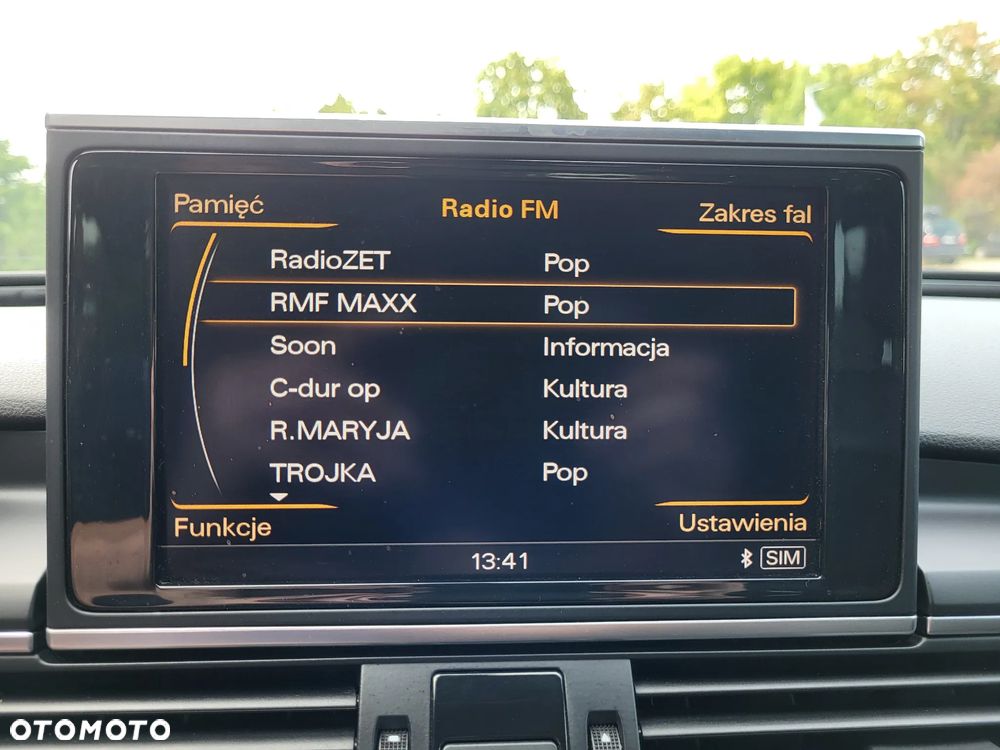 Pamięć Radio FM Zakres fal
RadioZET Pop
RMF MAXX Pop
Soon Informacja
C-dur op Kultura
R.MARYJA Kultura
TROJKA Pop
Funkcje Ustawienia
13:41 SIM
OTOMOTO